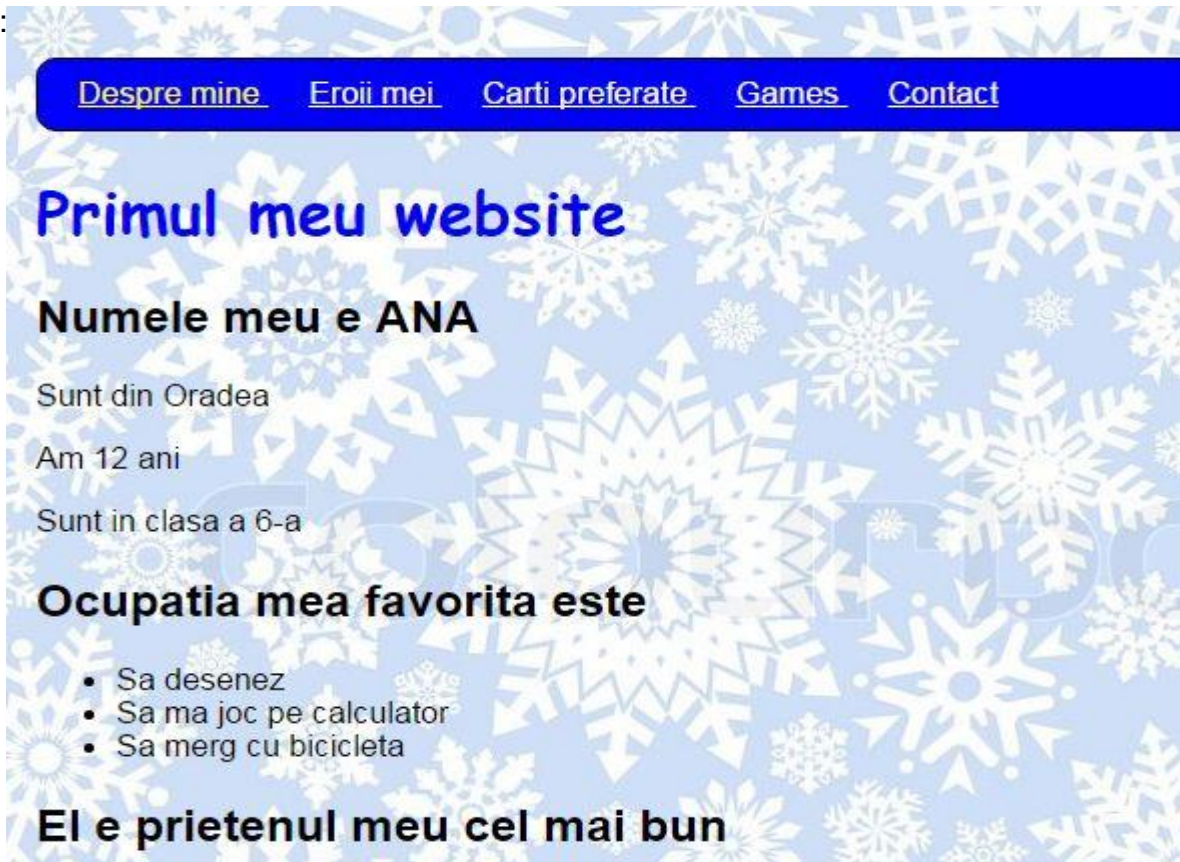 :
Despre mine Eroii mei Carti preferate Games Contact
Primul meu website
Numele meu e ANA
Sunt din Oradea
Am 12 ani
Sunt in clasa a 6-a
Ocupatia mea favorita este
• Sa desenez
• Sa ma joc pe calculator
• Sa merg cu bicicleta
El e prietenul meu cel mai bun